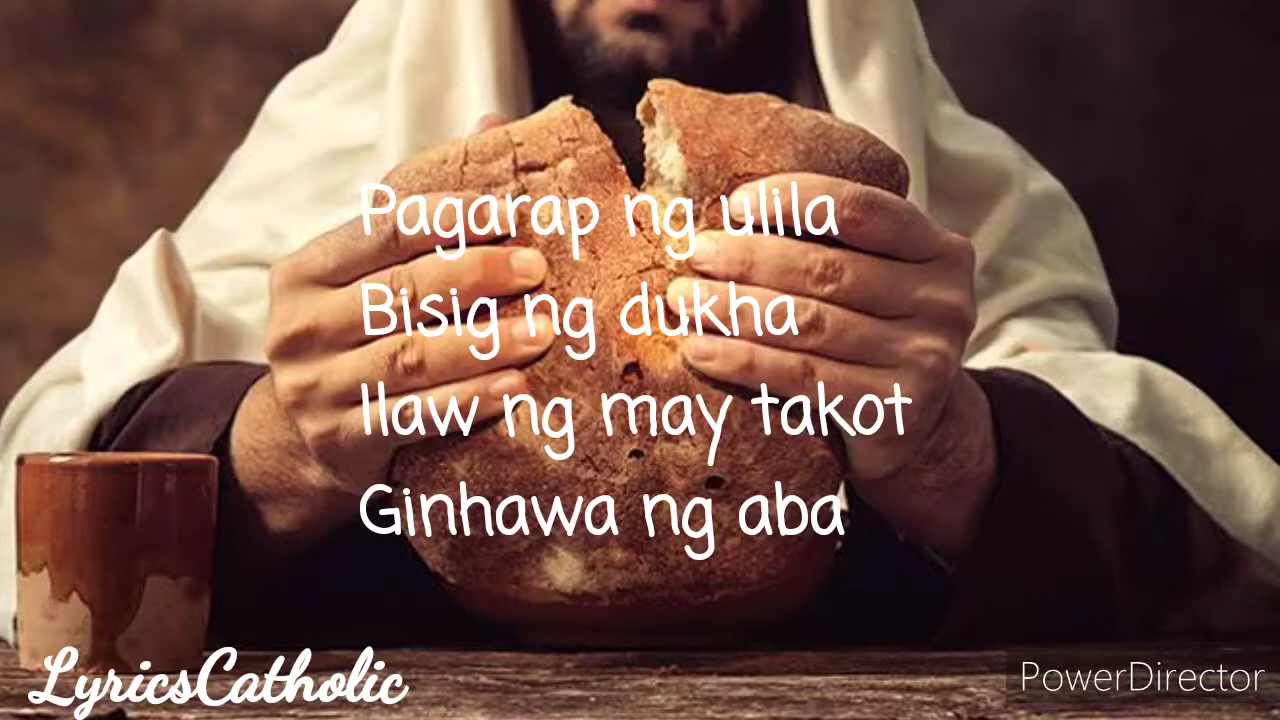 Pagarap ng ulila
Bisig ng dukha
Ilaw ng may takot
Ginhawa ng aba
LyricsCatholic
PowerDirector